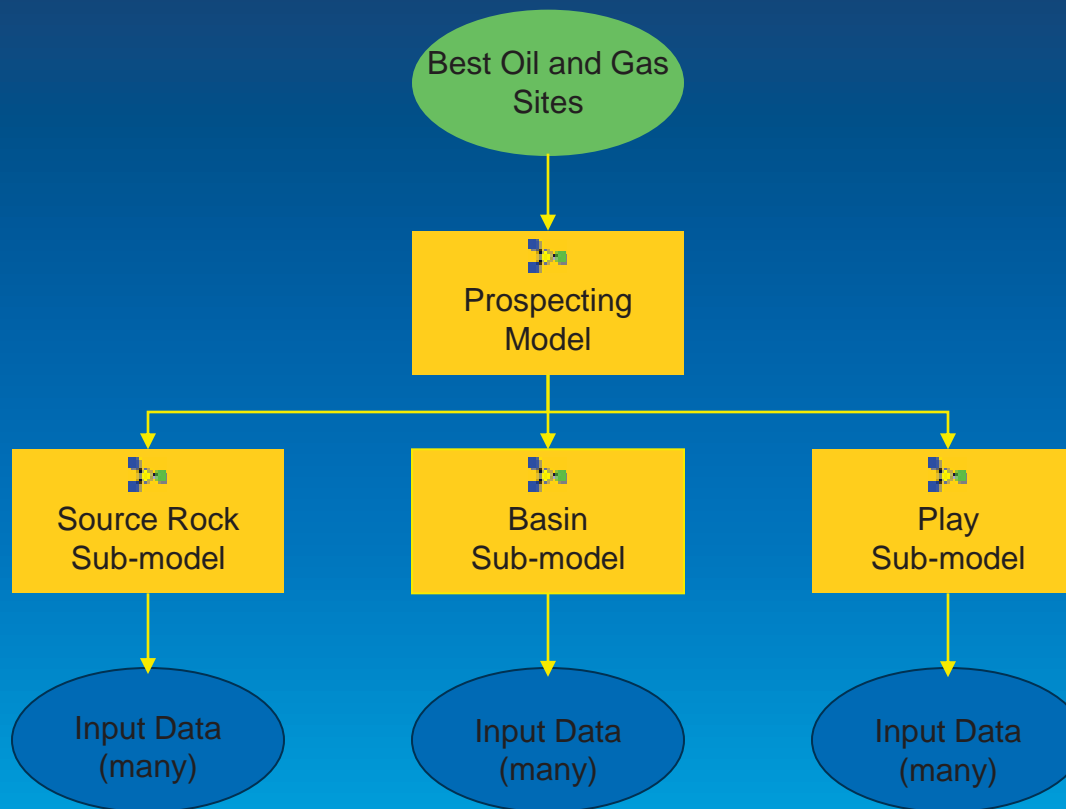 Best Oil and Gas
Sites
Prospecting
Model
Source Rock
Sub-model
Basin
Sub-model
Play
Sub-model
Input Data
(many)
Input Data
(many)
Input Data
(many)